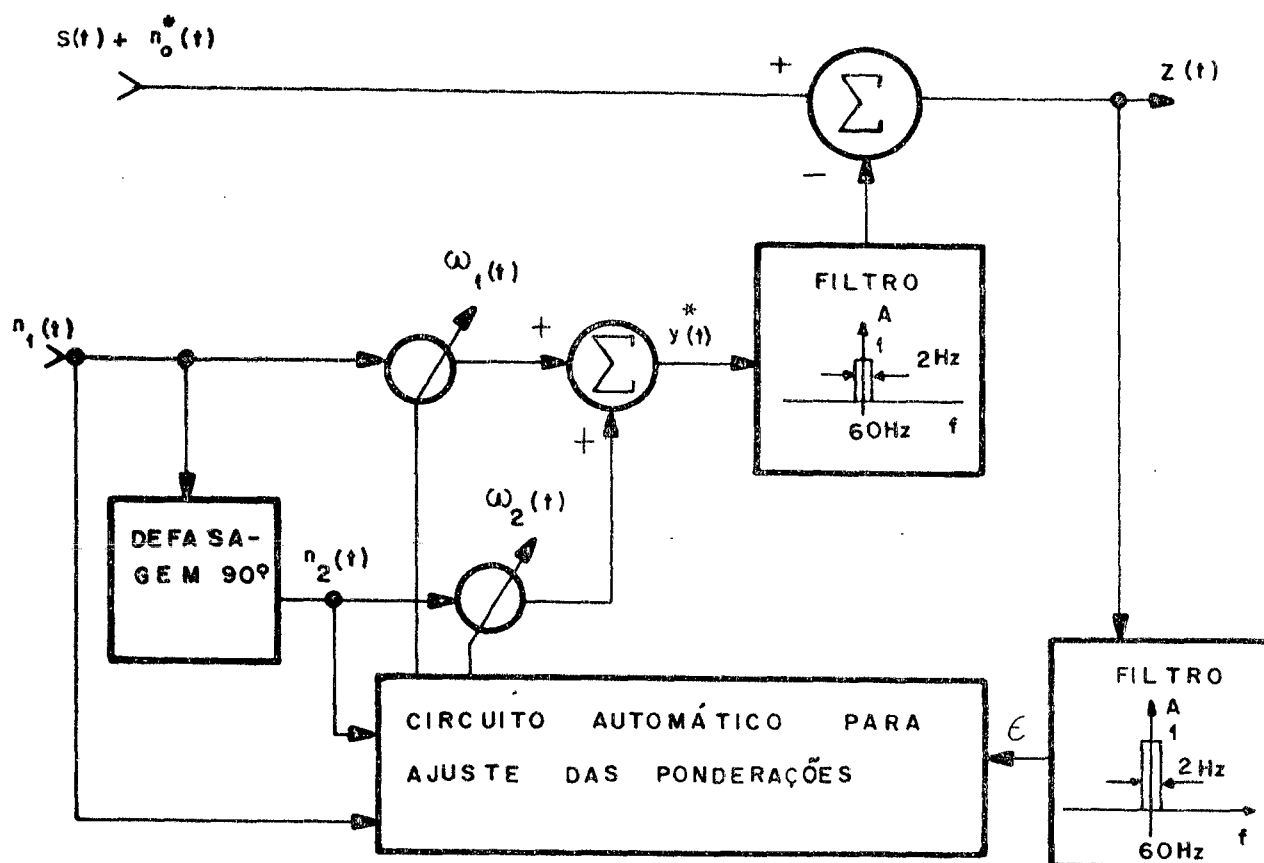 S(t) + n₀*(t)
+
Σ
Z(t)
−
FILTRO
A
1
2Hz
60Hz f
ω₁(t)
n₁(t)
+
Σ
y*(t)
+
ω₂(t)
DEFASA-
GEM 90º
n₂(t)
CIRCUITO AUTOMÁTICO PARA
AJUSTE DAS PONDERAÇÕES
ϵ
FILTRO
A
1
2Hz
f
60Hz